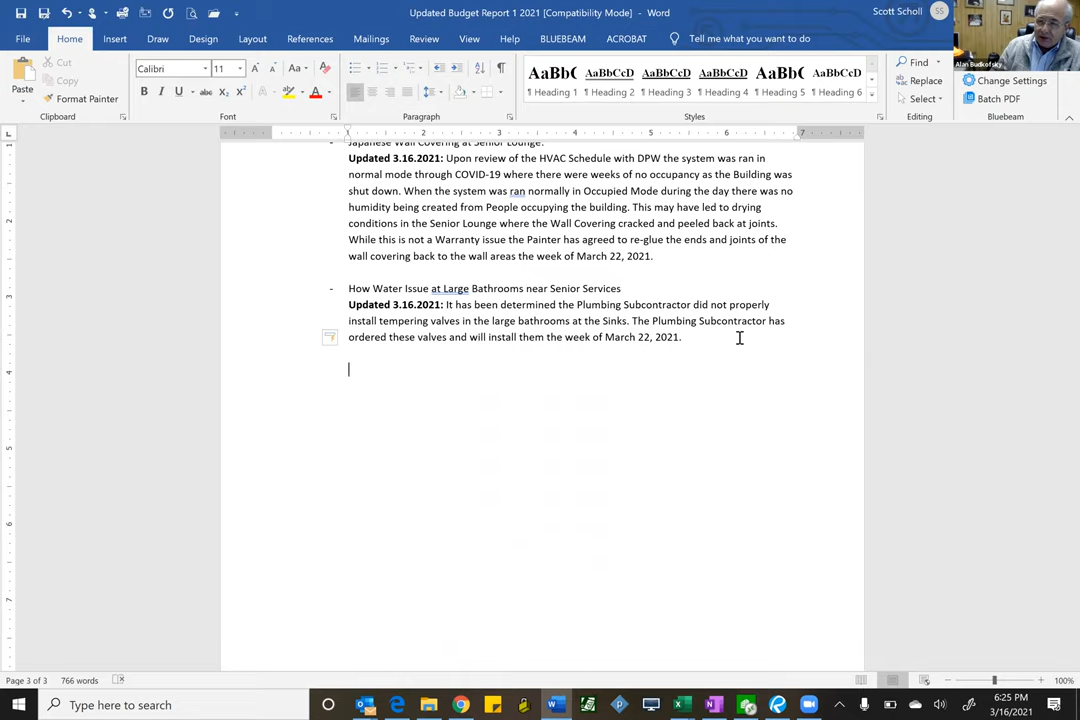 Updated Budget Report 1 2021 [Compatibility Mode] - Word
Scott Scholl
SS
File Home Insert Draw Design Layout References Mailings Review View Help BLUEBEAM ACROBAT Tell me what you want to do
Alan Budkofsky
Paste
Cut
Copy
Format Painter
Clipboard
Calibri 11
Font
Paragraph
AaBb( AaBbCcD AaBbCcD AaBbCcD AaBb( AaBbCcD
¶ Heading 1 ¶ Heading 2 ¶ Heading 3 ¶ Heading 4 ¶ Heading 5 ¶ Heading 6
Styles
Find
Replace
Select
Editing
Change Settings
Batch PDF
Bluebeam
1 2 3 4 5 6 7
- Japanese Wall Covering at Senior Lounge:
Updated 3.16.2021: Upon review of the HVAC Schedule with DPW the system was ran in
normal mode through COVID-19 where there were weeks of no occupancy as the Building was
shut down. When the system was ran normally in Occupied Mode during the day there was no
humidity being created from People occupying the building. This may have led to drying
conditions in the Senior Lounge where the Wall Covering cracked and peeled back at joints.
While this is not a Warranty issue the Painter has agreed to re-glue the ends and joints of the
wall covering back to the wall areas the week of March 22, 2021.
- How Water Issue at Large Bathrooms near Senior Services
Updated 3.16.2021: It has been determined the Plumbing Subcontractor did not properly
install tempering valves in the large bathrooms at the Sinks. The Plumbing Subcontractor has
ordered these valves and will install them the week of March 22, 2021.
Page 3 of 3 766 words
100%
Type here to search
6:25 PM
3/16/2021